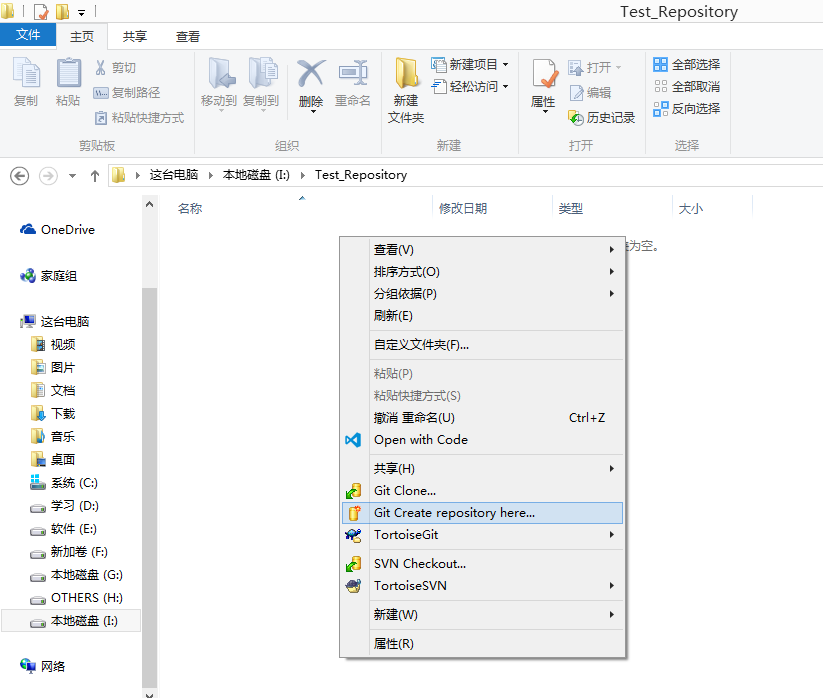 Test_Repository
文件 主页 共享 查看
复制 粘贴 剪切 复制路径 粘贴快捷方式
移动到 复制到 删除 重命名
新建文件夹 新建项目 轻松访问
属性 打开 编辑 历史记录
全部选择 全部取消 反向选择
剪贴板 组织 新建 打开 选择
这台电脑 本地磁盘 (I:) Test_Repository
名称 修改日期 类型 大小
为空。
OneDrive
家庭组
这台电脑
视频
图片
文档
下载
音乐
桌面
系统 (C:)
学习 (D:)
软件 (E:)
新加卷 (F:)
本地磁盘 (G:)
OTHERS (H:)
本地磁盘 (I:)
网络
查看(V)
排序方式(O)
分组依据(P)
刷新(E)
自定义文件夹(F)...
粘贴(P)
粘贴快捷方式(S)
撤消 重命名(U) Ctrl+Z
Open with Code
共享(H)
Git Clone...
Git Create repository here...
TortoiseGit
SVN Checkout...
TortoiseSVN
新建(W)
属性(R)